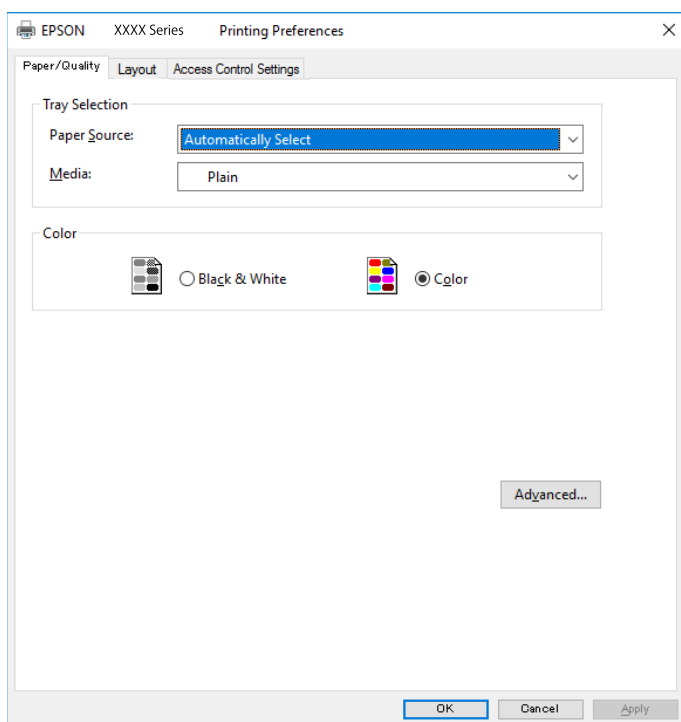 EPSON XXXX Series Printing Preferences
Paper/Quality Layout Access Control Settings
Tray Selection
Paper Source: Automatically Select
Media: Plain
Color
Black & White Color
Advanced...
OK Cancel Apply